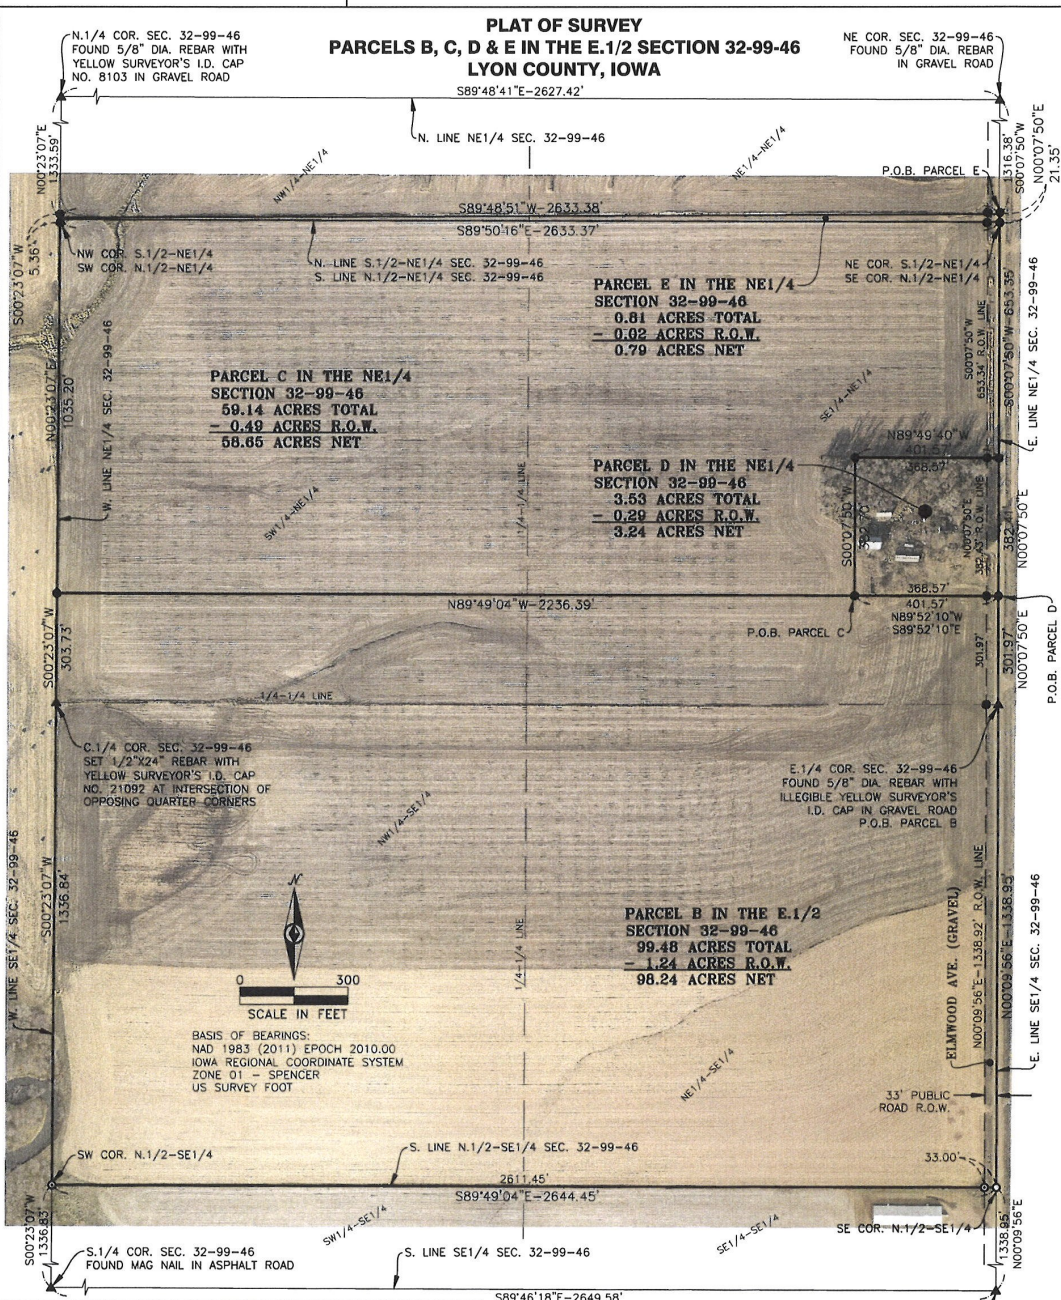 PLAT OF SURVEY
PARCELS B, C, D & E IN THE E.1/2 SECTION 32-99-46
LYON COUNTY, IOWA
N.1/4 COR. SEC. 32-99-46
FOUND 5/8" DIA. REBAR WITH
YELLOW SURVEYOR'S I.D. CAP
NO. 8103 IN GRAVEL ROAD
NE COR. SEC. 32-99-46
FOUND 5/8" DIA. REBAR
IN GRAVEL ROAD
S89°48'41"E-2627.42'
N. LINE NE1/4 SEC. 32-99-46
N00°23'07"E
1333.59'
NW1/4-NE1/4
NE1/4-NE1/4
1316.38'
S00°07'50"W
N00°07'50"E
21.35'
P.O.B. PARCEL E
S89°48'51"W-2633.38'
S89°50'16"E-2633.37'
S00°23'07"W
5.36'
NW COR. S.1/2-NE1/4
SW COR. N.1/2-NE1/4
N. LINE S.1/2-NE1/4 SEC. 32-99-46
S. LINE N.1/2-NE1/4 SEC. 32-99-46
NE COR. S.1/2-NE1/4
SE COR. N.1/2-NE1/4
PARCEL E IN THE NE1/4
SECTION 32-99-46
0.81 ACRES TOTAL
- 0.02 ACRES R.O.W.
0.79 ACRES NET
S00°07'50"W
653.34' R.O.W. LINE
S00°07'50"W-653.35'
E. LINE NE1/4 SEC. 32-99-46
N00°23'07"E
1035.20'
W. LINE NE1/4 SEC. 32-99-46
PARCEL C IN THE NE1/4
SECTION 32-99-46
59.14 ACRES TOTAL
- 0.49 ACRES R.O.W.
58.65 ACRES NET
SE1/4-NE1/4
N89°49'40"W
401.57'
368.57'
PARCEL D IN THE NE1/4
SECTION 32-99-46
3.53 ACRES TOTAL
- 0.29 ACRES R.O.W.
3.24 ACRES NET
SW1/4-NE1/4
1/4-1/4 LINE
S00°07'50"W
N00°07'50"E
382.43' R.O.W. LINE
N00°07'50"E
N89°49'04"W-2236.39'
368.57'
401.57'
N89°52'10"W
S89°52'10"E
P.O.B. PARCEL C
P.O.B. PARCEL D
S00°23'07"W
303.73'
301.97'
301.97'
N00°07'50"E
1/4-1/4 LINE
C.1/4 COR. SEC. 32-99-46
SET 1/2"X24" REBAR WITH
YELLOW SURVEYOR'S I.D. CAP
NO. 21092 AT INTERSECTION OF
OPPOSING QUARTER CORNERS
E.1/4 COR. SEC. 32-99-46
FOUND 5/8" DIA. REBAR WITH
ILLEGIBLE YELLOW SURVEYOR'S
I.D. CAP IN GRAVEL ROAD
P.O.B. PARCEL B
NW1/4-SE1/4
W. LINE SE1/4 SEC. 32-99-46
S00°23'07"W
1336.84'
N
0 300
SCALE IN FEET
BASIS OF BEARINGS:
NAD 1983 (2011) EPOCH 2010.00
IOWA REGIONAL COORDINATE SYSTEM
ZONE 01 - SPENCER
US SURVEY FOOT
1/4-1/4 LINE
PARCEL B IN THE E.1/2
SECTION 32-99-46
99.48 ACRES TOTAL
- 1.24 ACRES R.O.W.
98.24 ACRES NET
ELMWOOD AVE. (GRAVEL)
N00°09'56"E-1338.92' R.O.W. LINE
N00°09'56"E-1338.95'
E. LINE SE1/4 SEC. 32-99-46
NE1/4-SE1/4
33' PUBLIC
ROAD R.O.W.
SW COR. N.1/2-SE1/4
S. LINE N.1/2-SE1/4 SEC. 32-99-46
33.00'
2611.45'
S89°49'04"E-2644.45'
S00°23'07"W
1336.83'
SW1/4-SE1/4
SE1/4-SE1/4
SE COR. N.1/2-SE1/4
1338.95'
N00°09'56"E
S.1/4 COR. SEC. 32-99-46
FOUND MAG NAIL IN ASPHALT ROAD
S. LINE SE1/4 SEC. 32-99-46
S89°46'18"E-2649.58'